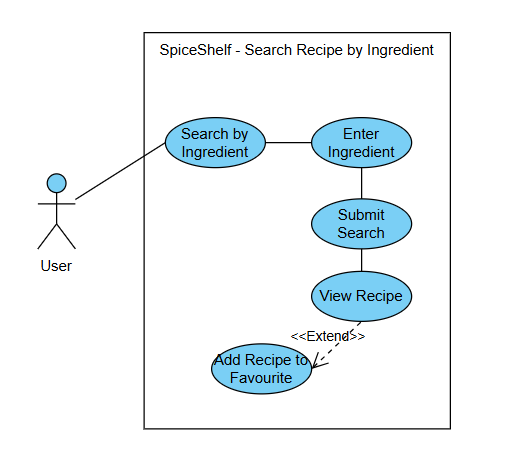 SpiceShelf - Search Recipe by Ingredient
Search by
Ingredient
Enter
Ingredient
Submit
Search
User
View Recipe
<<Extend>>
Add Recipe to
Favourite